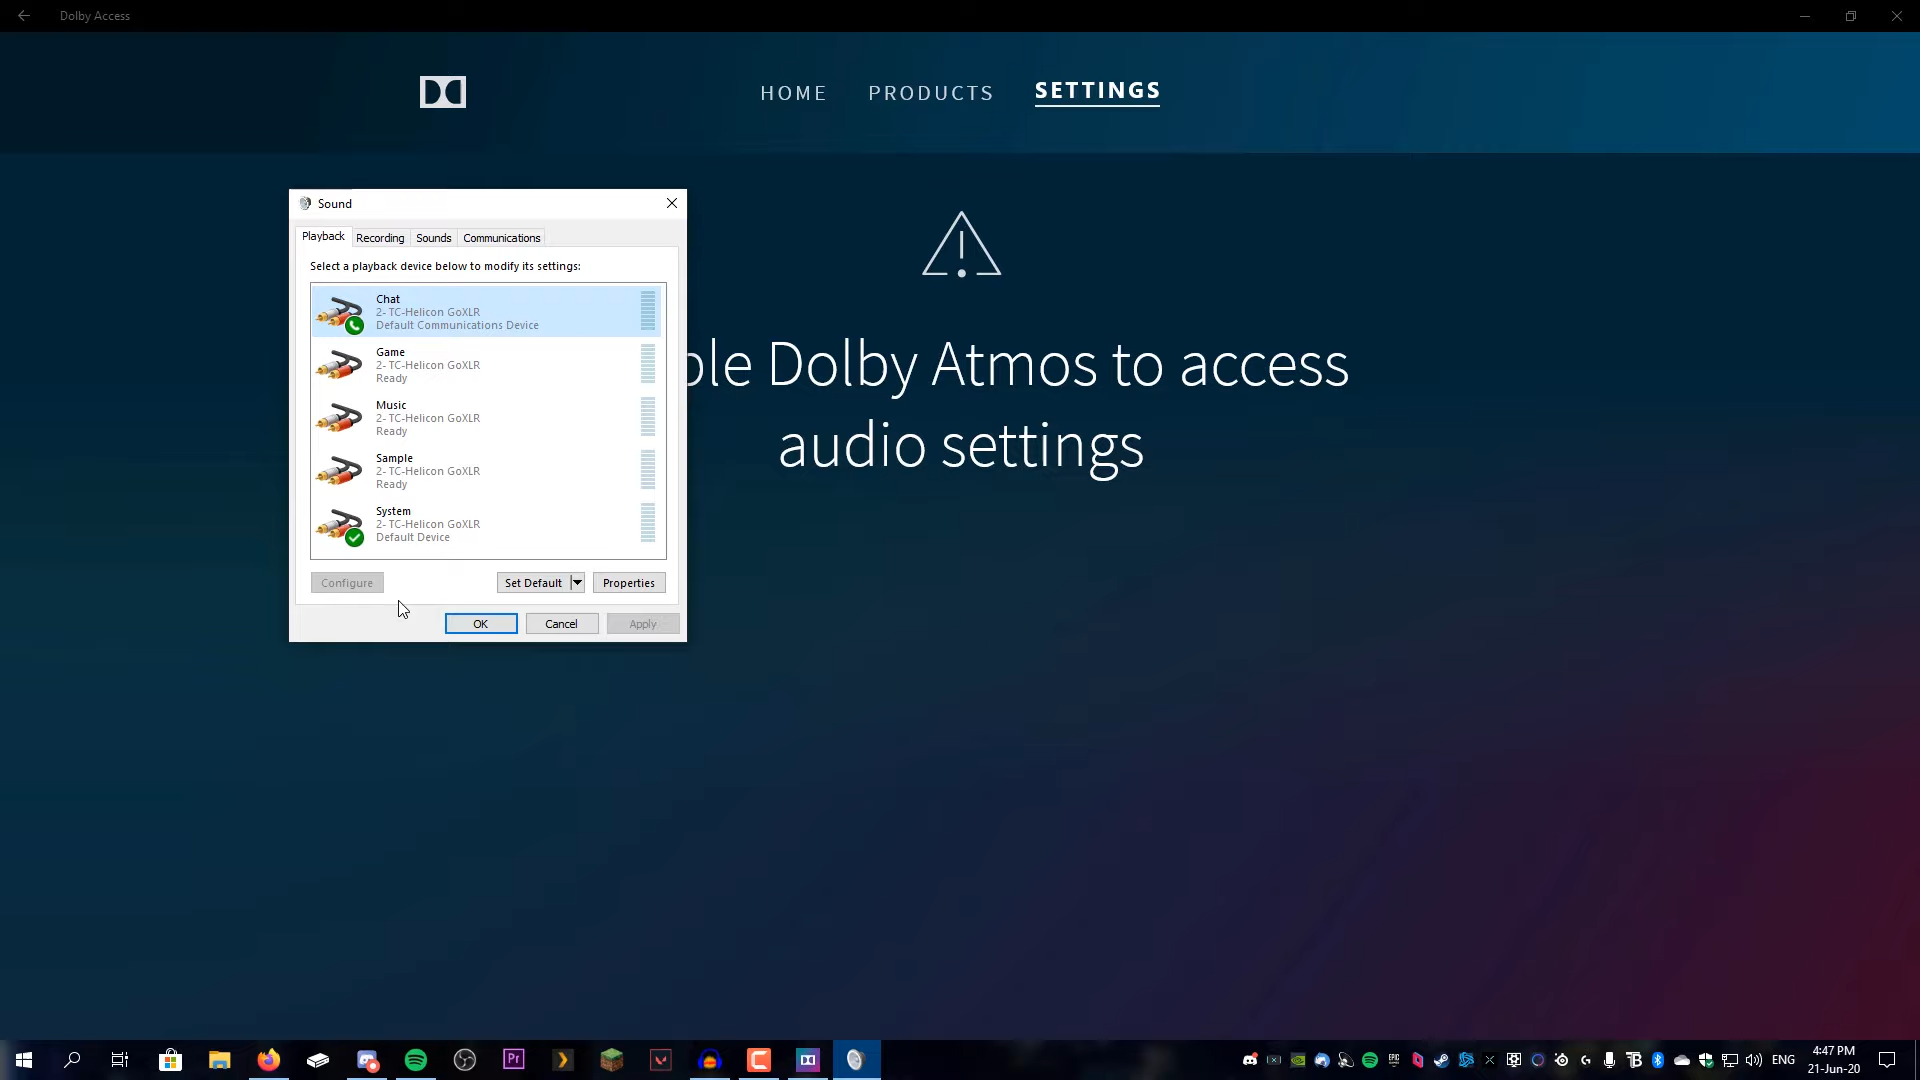 Dolby Access
HOME PRODUCTS SETTINGS
Sound
Playback Recording Sounds Communications
Select a playback device below to modify its settings:
Chat
2- TC-Helicon GoXLR
Default Communications Device
Game
2- TC-Helicon GoXLR
Ready
Music
2- TC-Helicon GoXLR
Ready
Sample
2- TC-Helicon GoXLR
Ready
System
2- TC-Helicon GoXLR
Default Device
Configure Set Default Properties
OK Cancel Apply
Dolby Atmos to access
audio settings
Pr
ENG
4:47 PM
21-Jun-20